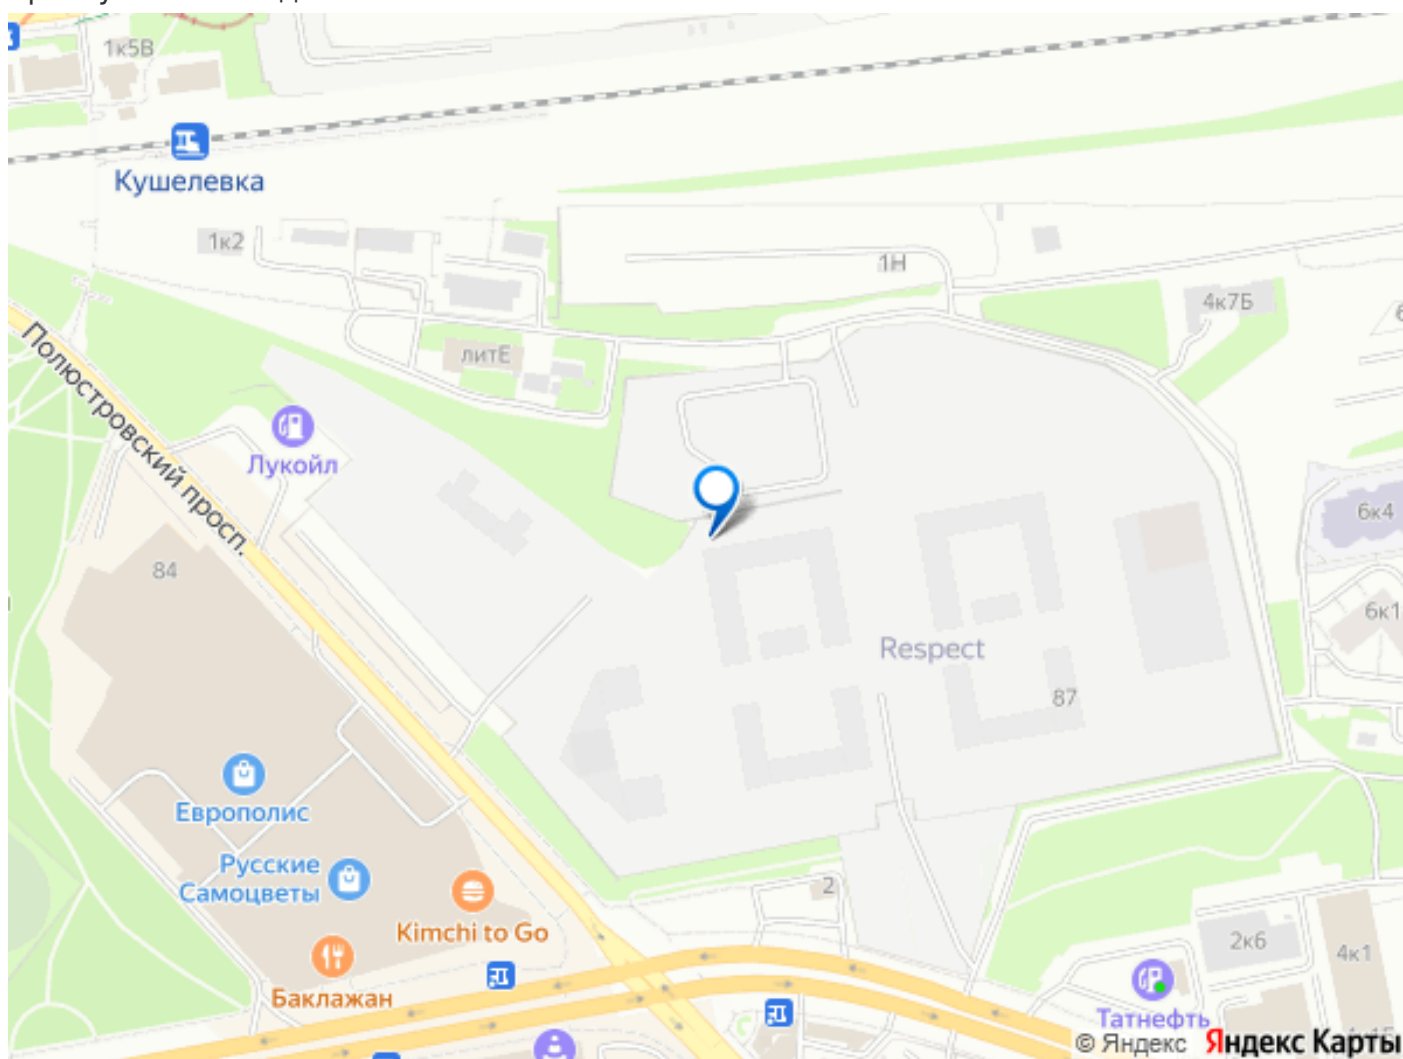 1к5В
Кушелевка
1к2
1Н
4к7Б
литЕ
Полюстровский просп.
Лукойл
6к4
84
6к1
Respect
87
Европолис
Русские
Самоцветы
Kimchi to Go
2
2к6
4к1
Баклажан
Татнефть
© Яндекс Яндекс Карты